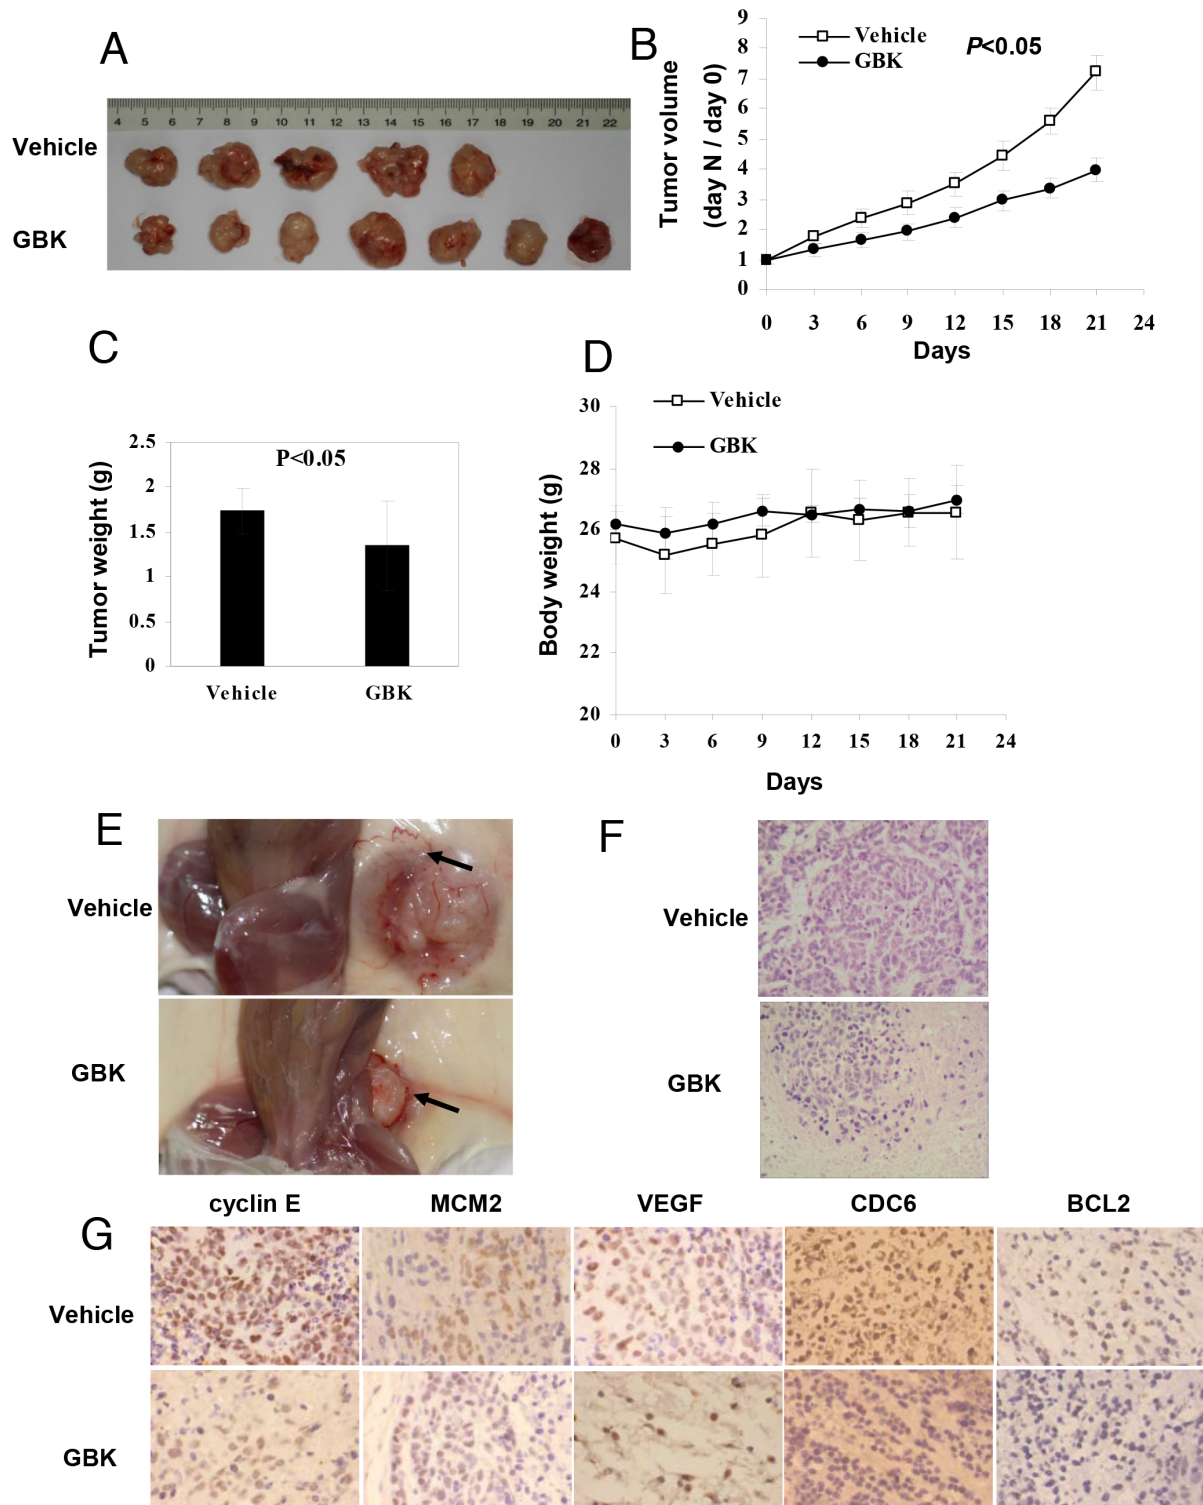 A
4 5 6 7 8 9 10 11 12 13 14 15 16 17 18 19 20 21 22
Vehicle
GBK
B
Tumor volume
(day N / day 0)
9
8
7
6
5
4
3
2
1
0
Vehicle
GBK
P<0.05
0 3 6 9 12 15 18 21 24
Days
C
Tumor weight (g)
2.5
2
1.5
1
0.5
0
P<0.05
Vehicle GBK
D
Body weight (g)
30
28
26
24
22
20
Vehicle
GBK
0 3 6 9 12 15 18 21 24
Days
E
Vehicle
GBK
F
Vehicle
GBK
G
cyclin E MCM2 VEGF CDC6 BCL2
Vehicle
GBK